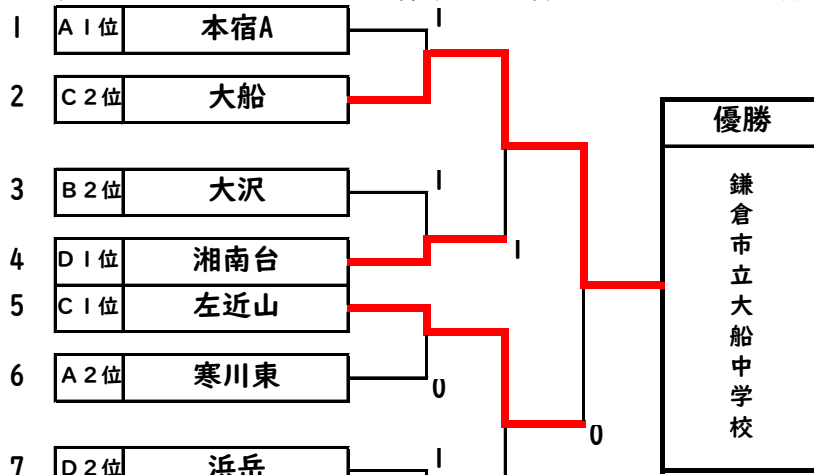 1 A1位 本宿A 1
2 C2位 大船
優勝
鎌倉市立大船中学校
3 B2位 大沢 1
4 D1位 湘南台 1
5 C1位 左近山
6 A2位 寒川東 0
0
7 D2位 浜岳 1